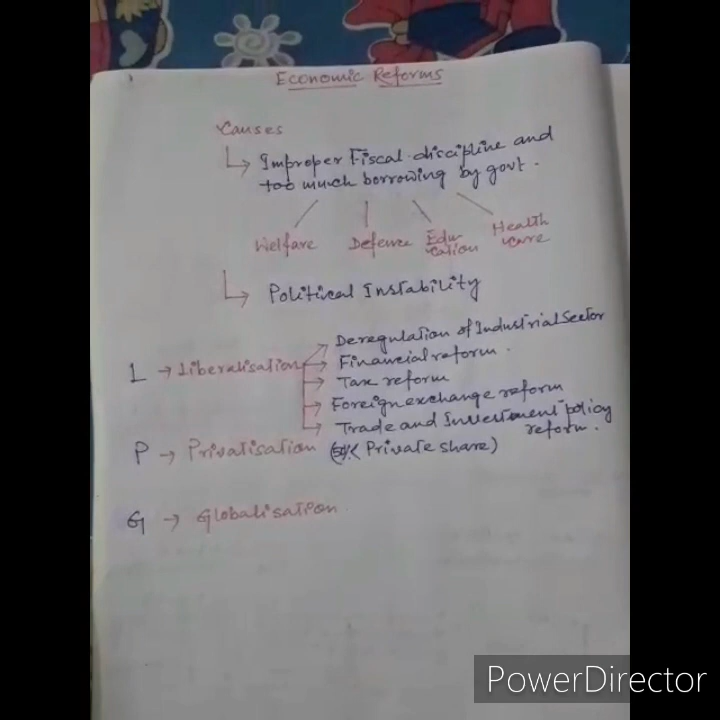 Economic Reforms
Causes
↳ Improper Fiscal discipline and
too much borrowing by govt.
Welfare Defence Edu- Health
cation care
↳ Political Instability
L → Liberalisation → Deregulation of Industrial Sector
→ Financial reform.
→ Tax reform
→ Foreign exchange reform
→ Trade and Investment policy
reform.
P → Privatisation (50%< Private share)
G → Globalisation.
PowerDirector